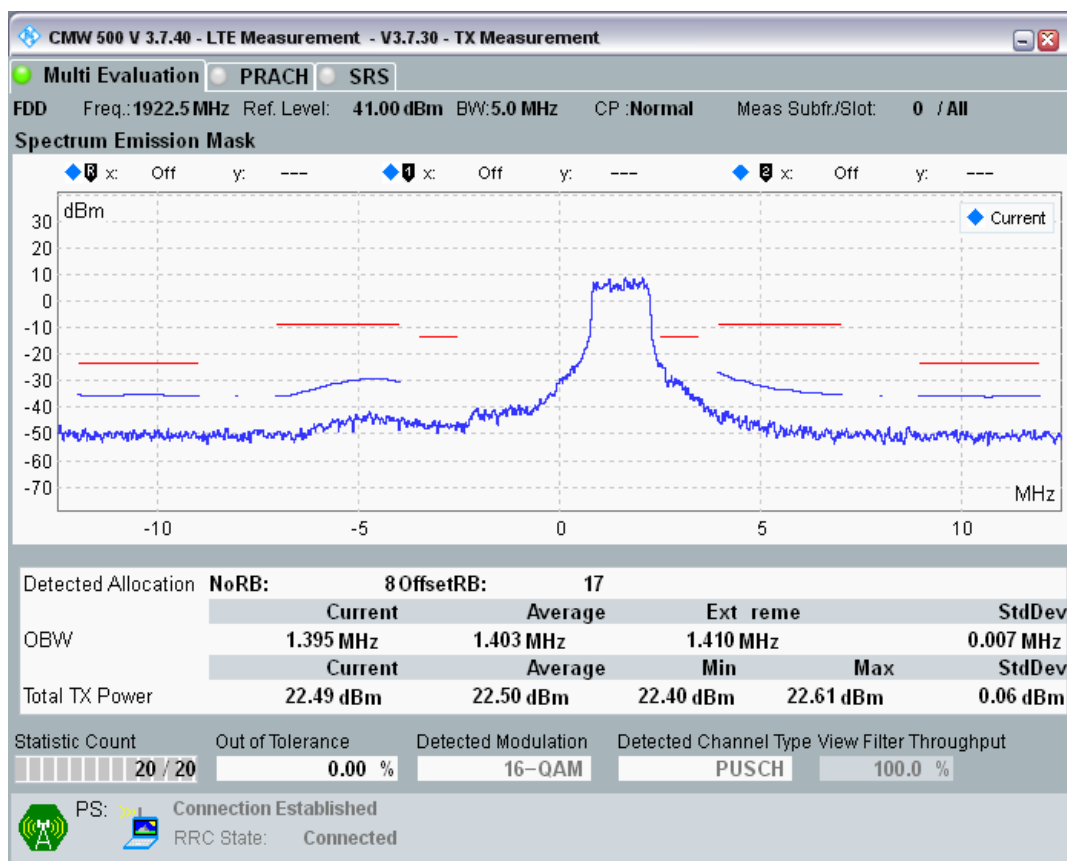 CMW 500 V 3.7.40 - LTE Measurement - V3.7.30 - TX Measurement
Multi Evaluation PRACH SRS
FDD Freq.: 1922.5 MHz Ref. Level: 41.00 dBm BW: 5.0 MHz CP : Normal Meas Subfr./Slot: 0 / All
Spectrum Emission Mask
R x: Off y: --- 1 x: Off y: --- 2 x: Off y: ---
dBm
Current
30
20
10
0
-10
-20
-30
-40
-50
-60
-70
MHz
-10 -5 0 5 10
Detected Allocation NoRB: 8 OffsetRB: 17
Current Average Ext reme StdDev
OBW 1.395 MHz 1.403 MHz 1.410 MHz 0.007 MHz
Current Average Min Max StdDev
Total TX Power 22.49 dBm 22.50 dBm 22.40 dBm 22.61 dBm 0.06 dBm
Statistic Count Out of Tolerance Detected Modulation Detected Channel Type View Filter Throughput
20 / 20 0.00 % 16-QAM PUSCH 100.0 %
PS: Connection Established
RRC State: Connected